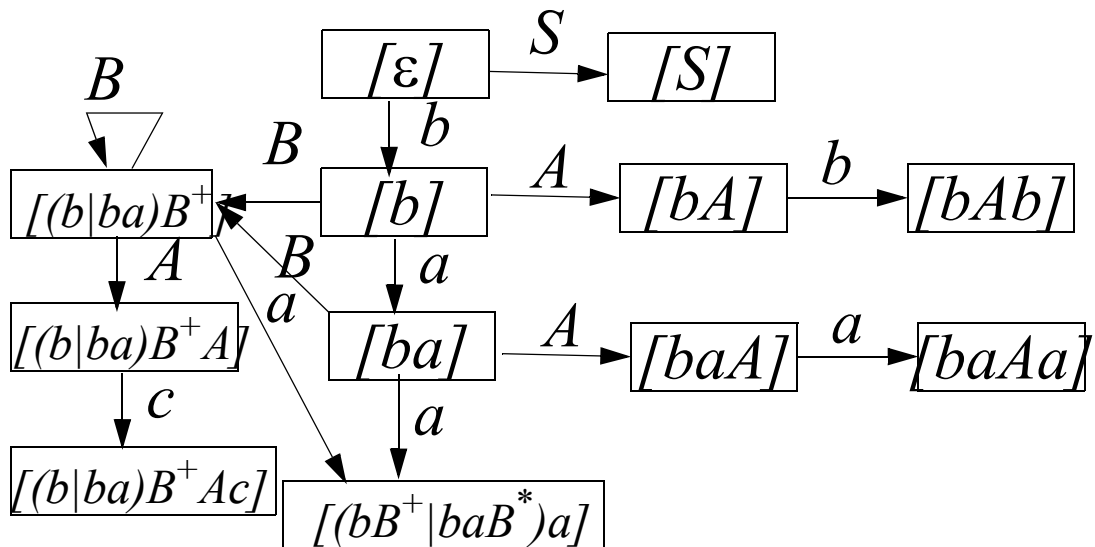 S
[ε] [S]
B
b
B A b
[(b|ba)B⁺] [b] [bA] [bAb]
A B a
a A a
[(b|ba)B⁺A] [ba] [baA] [baAa]
c a
[(b|ba)B⁺Ac]
[(bB⁺|baB*)a]